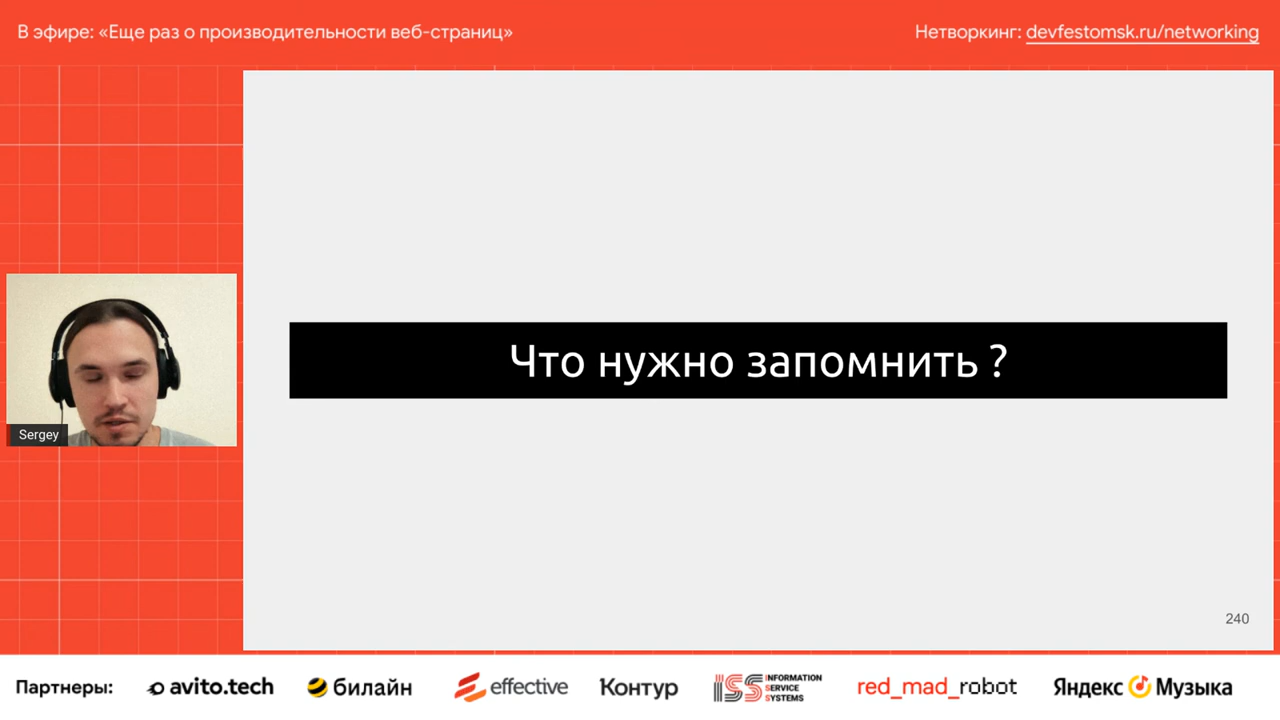 В эфире: «Еще раз о производительности веб-страниц»
Нетворкинг: devfestomsk.ru/networking
Что нужно запомнить ?
Sergey
240
Партнеры:
avito.tech
билайн
effective
Контур
ISS INFORMATION
SERVICE
SYSTEMS
red_mad_robot
Яндекс Музыка